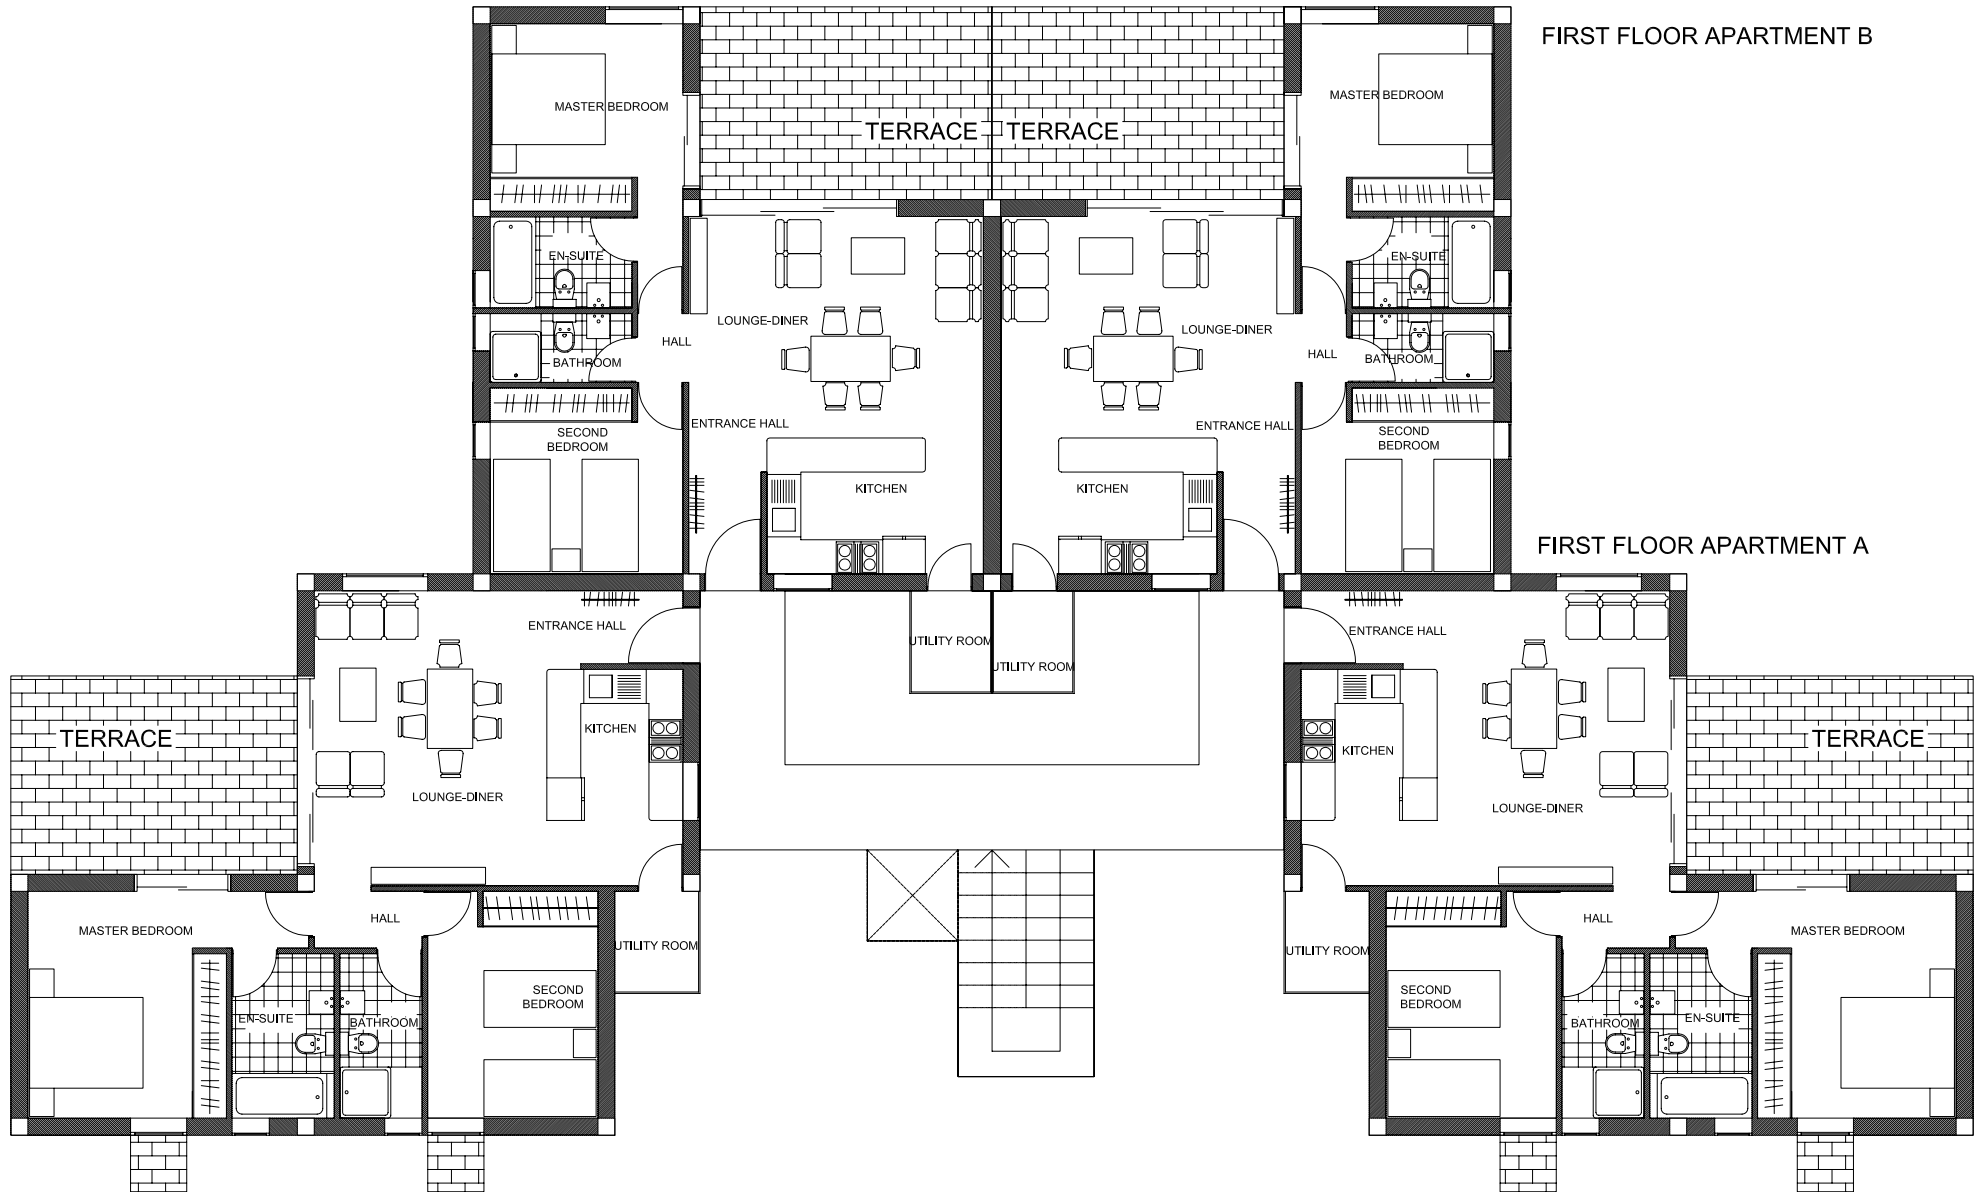 FIRST FLOOR APARTMENT B
MASTER BEDROOM
MASTER BEDROOM
TERRACE
TERRACE
EN-SUITE
EN-SUITE
LOUNGE-DINER
LOUNGE-DINER
HALL
HALL
BATHROOM
BATHROOM
ENTRANCE HALL
ENTRANCE HALL
SECOND
BEDROOM
SECOND
BEDROOM
KITCHEN
KITCHEN
FIRST FLOOR APARTMENT A
ENTRANCE HALL
UTILITY ROOM
UTILITY ROOM
ENTRANCE HALL
TERRACE
KITCHEN
KITCHEN
TERRACE
LOUNGE-DINER
LOUNGE-DINER
MASTER BEDROOM
HALL
HALL
MASTER BEDROOM
UTILITY ROOM
UTILITY ROOM
SECOND
BEDROOM
SECOND
BEDROOM
EN-SUITE
BATHROOM
BATHROOM
EN-SUITE